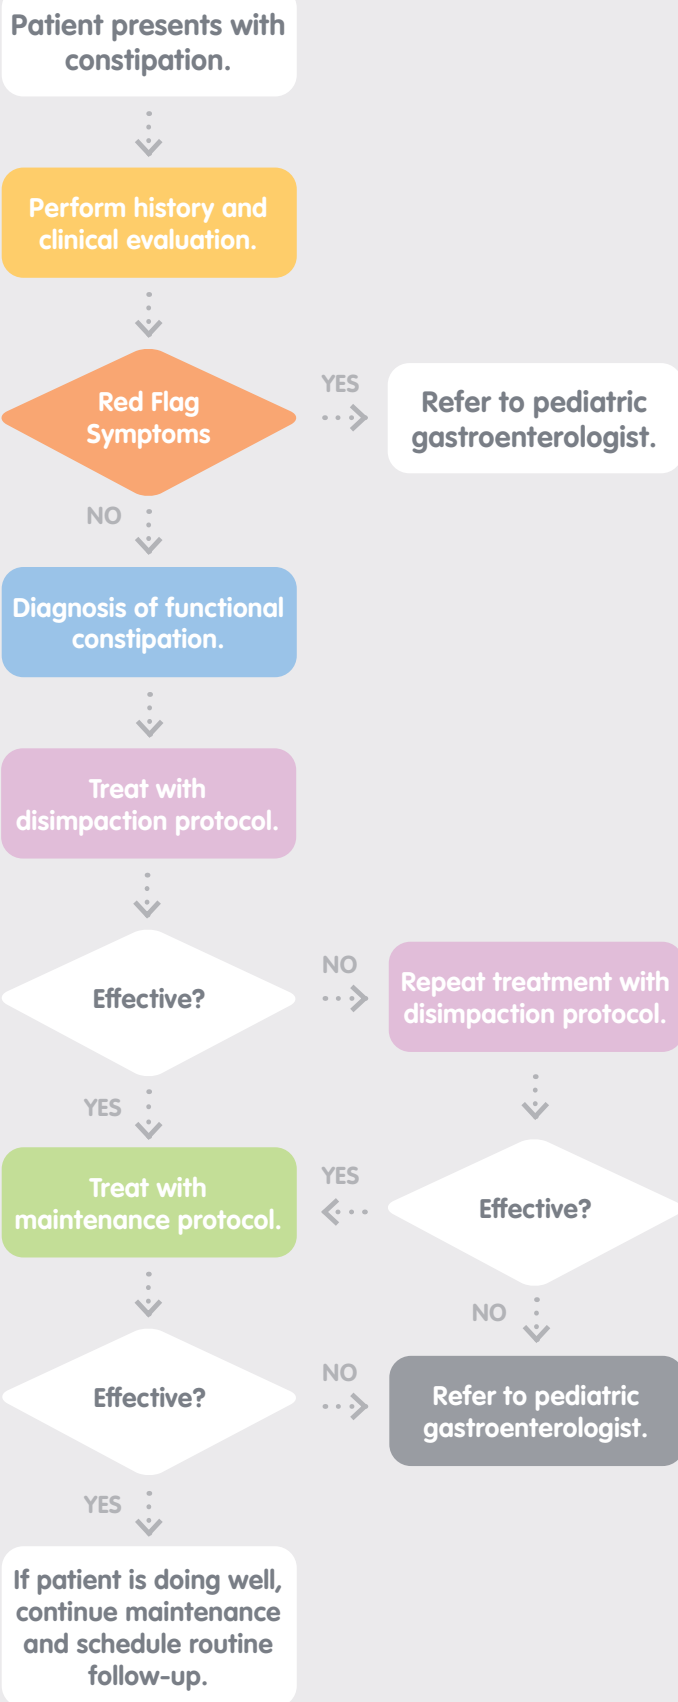 Patient presents with
constipation.
Perform history and
clinical evaluation.
Red Flag
Symptoms
YES
Refer to pediatric
gastroenterologist.
NO
Diagnosis of functional
constipation.
Treat with
disimpaction protocol.
Effective?
NO
Repeat treatment with
disimpaction protocol.
YES
Treat with
maintenance protocol.
YES
Effective?
NO
Effective?
NO
Refer to pediatric
gastroenterologist.
YES
If patient is doing well,
continue maintenance
and schedule routine
follow-up.